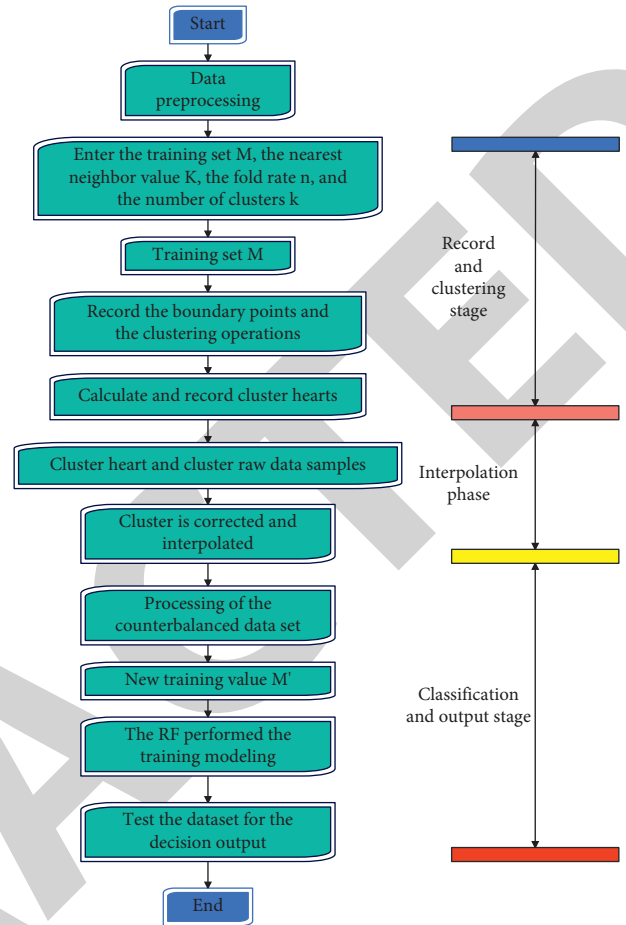 Start
Data
preprocessing
Enter the training set M, the nearest
neighbor value K, the fold rate n, and
the number of clusters k
Training set M
Record the boundary points and
the clustering operations
Calculate and record cluster hearts
Cluster heart and cluster raw data samples
Cluster is corrected and
interpolated
Processing of the
counterbalanced data set
New training value M'
The RF performed the
training modeling
Test the dataset for the
decision output
End
Record
and
clustering
stage
Interpolation
phase
Classification
and output stage